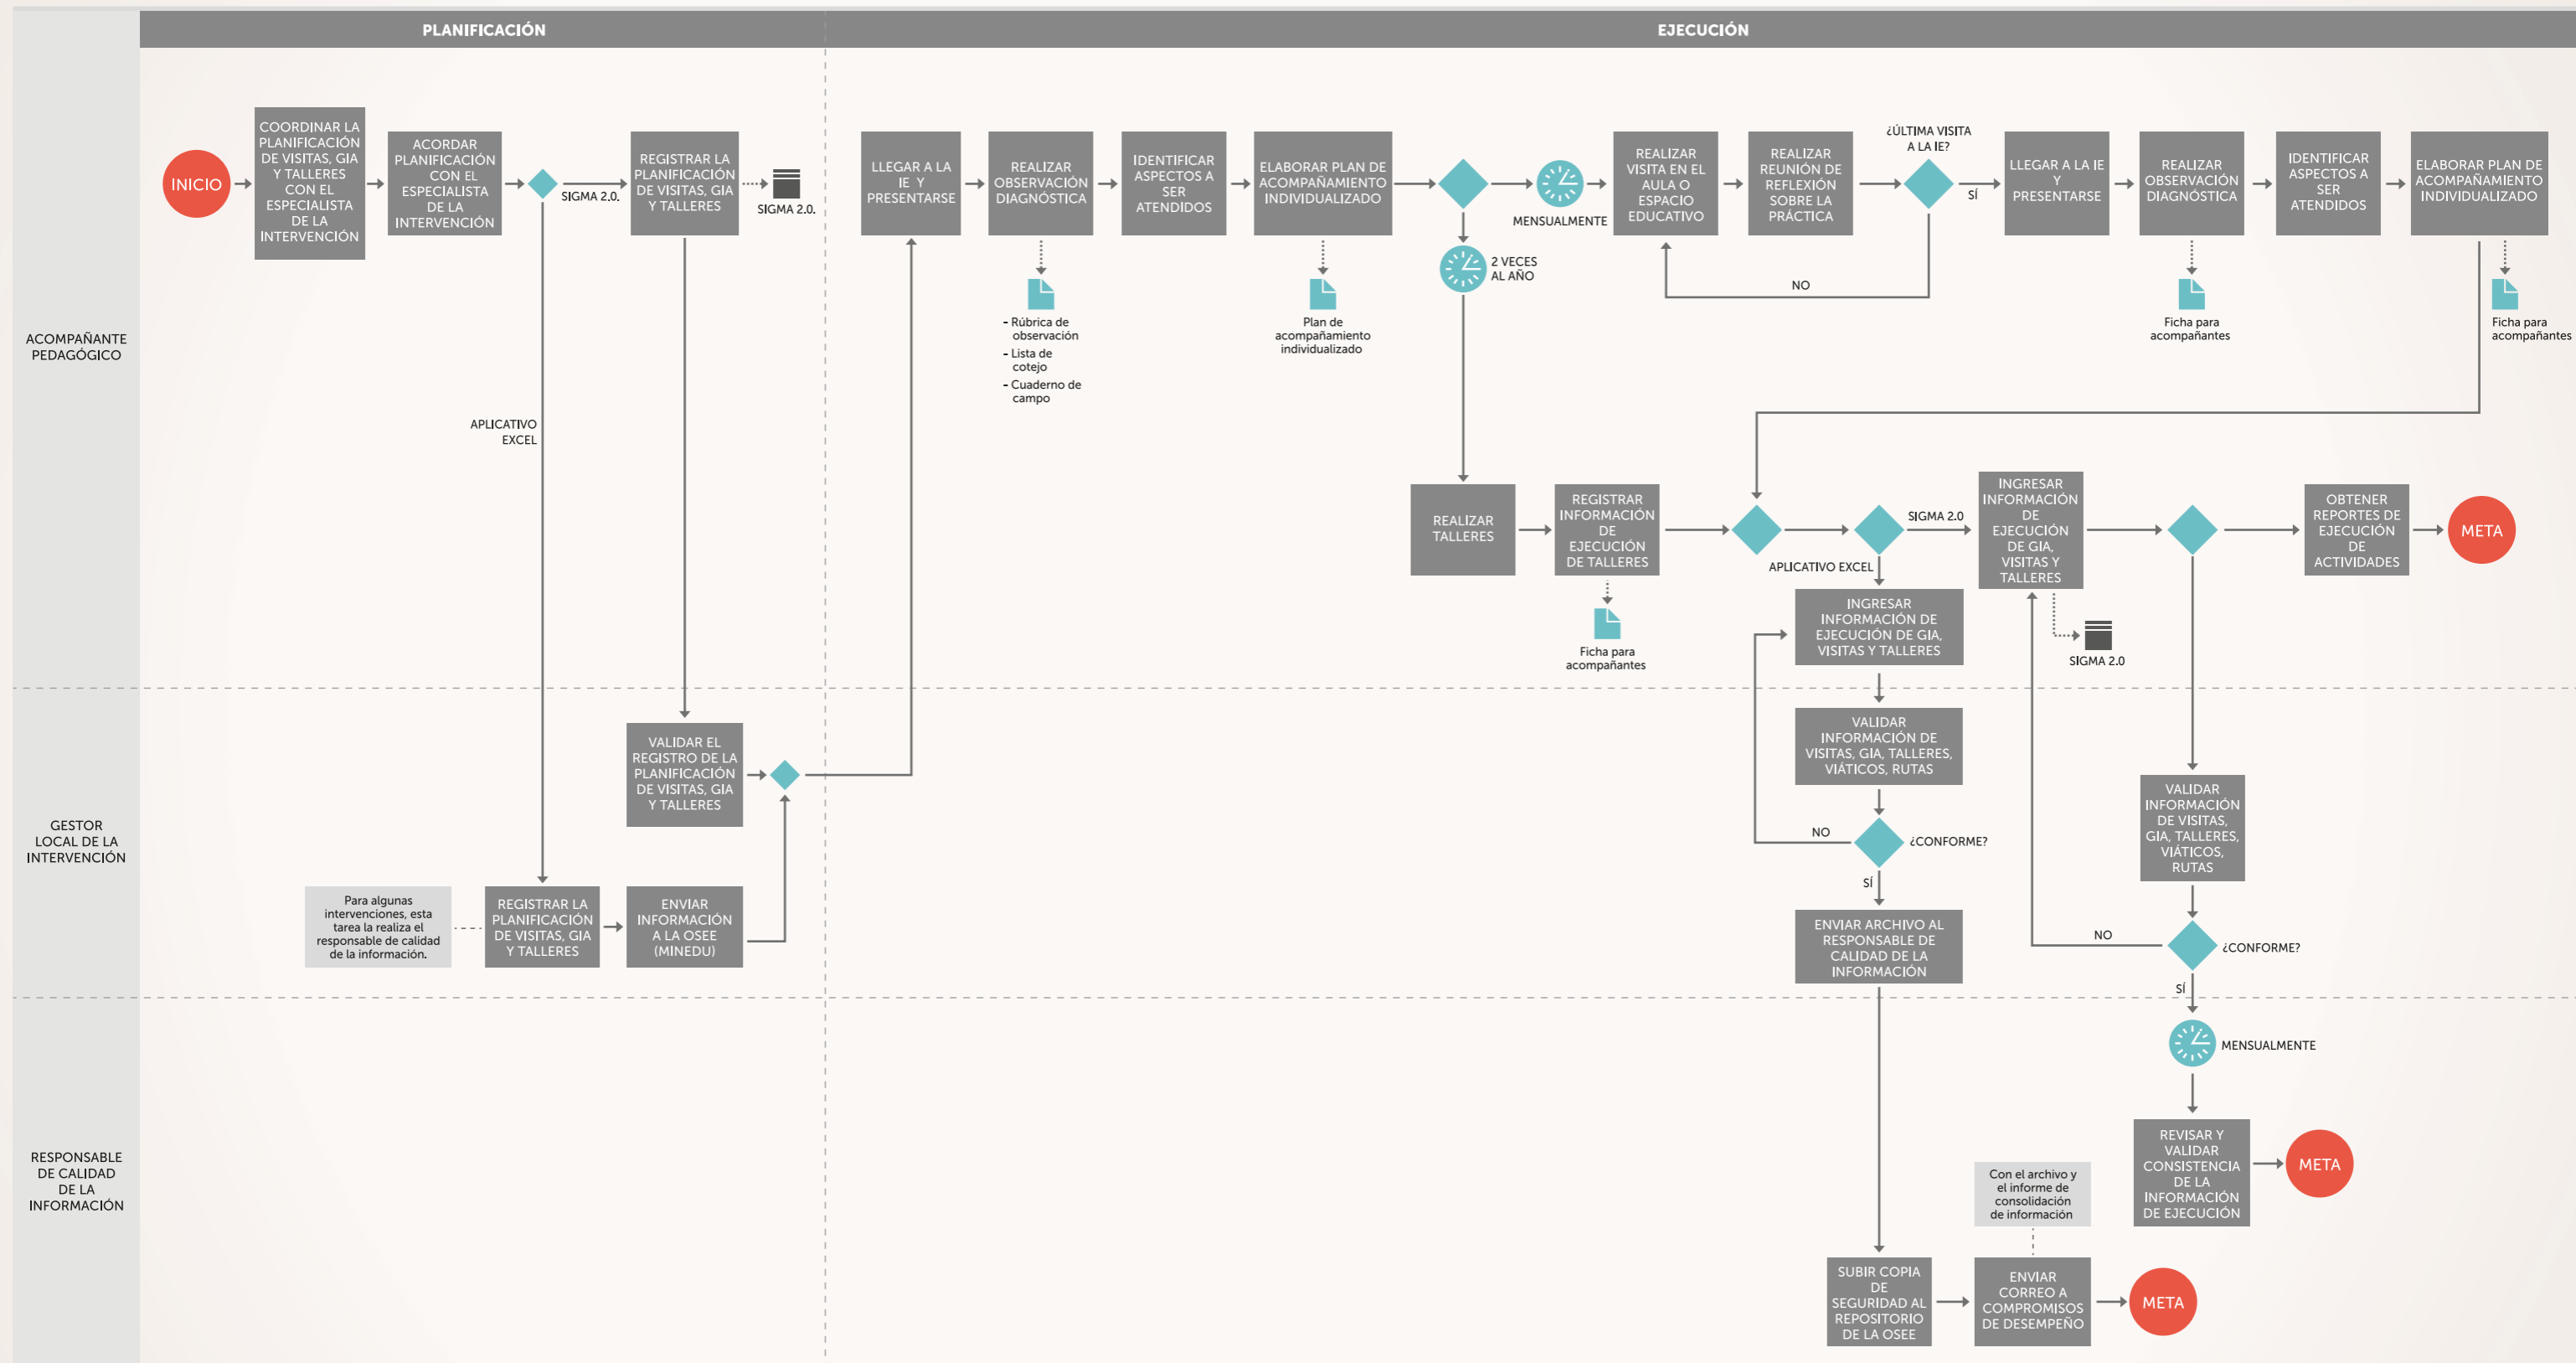 PLANIFICACIÓN
EJECUCIÓN
ACOMPAÑANTE
PEDAGÓGICO
INICIO
COORDINAR LA
PLANIFICACIÓN
DE VISITAS, GIA
Y TALLERES
CON EL
ESPECIALISTA
DE LA
INTERVENCIÓN
ACORDAR
PLANIFICACIÓN
CON EL
ESPECIALISTA
DE LA
INTERVENCIÓN
SIGMA 2.0.
REGISTRAR LA
PLANIFICACIÓN
DE VISITAS, GIA
Y TALLERES
SIGMA 2.0.
APLICATIVO
EXCEL
LLEGAR A LA
IE Y
PRESENTARSE
REALIZAR
OBSERVACIÓN
DIAGNÓSTICA
- Rúbrica de
observación
- Lista de
cotejo
- Cuaderno de
campo
IDENTIFICAR
ASPECTOS A
SER
ATENDIDOS
ELABORAR PLAN DE
ACOMPAÑAMIENTO
INDIVIDUALIZADO
Plan de
acompañamiento
individualizado
MENSUALMENTE
2 VECES
AL AÑO
REALIZAR
VISITA EN EL
AULA O
ESPACIO
EDUCATIVO
REALIZAR
REUNIÓN DE
REFLEXIÓN
SOBRE LA
PRÁCTICA
¿ÚLTIMA VISITA
A LA IE?
SÍ
NO
LLEGAR A LA IE
Y
PRESENTARSE
REALIZAR
OBSERVACIÓN
DIAGNÓSTICA
Ficha para
acompañantes
IDENTIFICAR
ASPECTOS A
SER
ATENDIDOS
ELABORAR PLAN DE
ACOMPAÑAMIENTO
INDIVIDUALIZADO
Ficha para
acompañantes
REALIZAR
TALLERES
REGISTRAR
INFORMACIÓN
DE
EJECUCIÓN
DE TALLERES
Ficha para
acompañantes
SIGMA 2.0
APLICATIVO EXCEL
INGRESAR
INFORMACIÓN
DE
EJECUCIÓN
DE GIA,
VISITAS Y
TALLERES
SIGMA 2.0
OBTENER
REPORTES DE
EJECUCIÓN
DE
ACTIVIDADES
META
INGRESAR
INFORMACIÓN DE
EJECUCIÓN DE GIA,
VISITAS Y TALLERES
GESTOR
LOCAL DE LA
INTERVENCIÓN
VALIDAR EL
REGISTRO DE LA
PLANIFICACIÓN
DE VISITAS, GIA
Y TALLERES
Para algunas
intervenciones, esta
tarea la realiza el
responsable de calidad
de la información.
REGISTRAR LA
PLANIFICACIÓN
DE VISITAS, GIA
Y TALLERES
ENVIAR
INFORMACIÓN
A LA OSEE
(MINEDU)
VALIDAR
INFORMACIÓN DE
VISITAS, GIA, TALLERES,
VIÁTICOS, RUTAS
NO
¿CONFORME?
SÍ
ENVIAR ARCHIVO AL
RESPONSABLE DE
CALIDAD DE LA
INFORMACIÓN
VALIDAR
INFORMACIÓN
DE VISITAS,
GIA, TALLERES,
VIÁTICOS,
RUTAS
NO
¿CONFORME?
SÍ
RESPONSABLE
DE CALIDAD
DE LA
INFORMACIÓN
MENSUALMENTE
REVISAR Y
VALIDAR
CONSISTENCIA
DE LA
INFORMACIÓN
DE EJECUCIÓN
META
Con el archivo y
el informe de
consolidación
de información
SUBIR COPIA
DE
SEGURIDAD AL
REPOSITORIO
DE LA OSEE
ENVIAR
CORREO A
COMPROMISOS
DE DESEMPEÑO
META